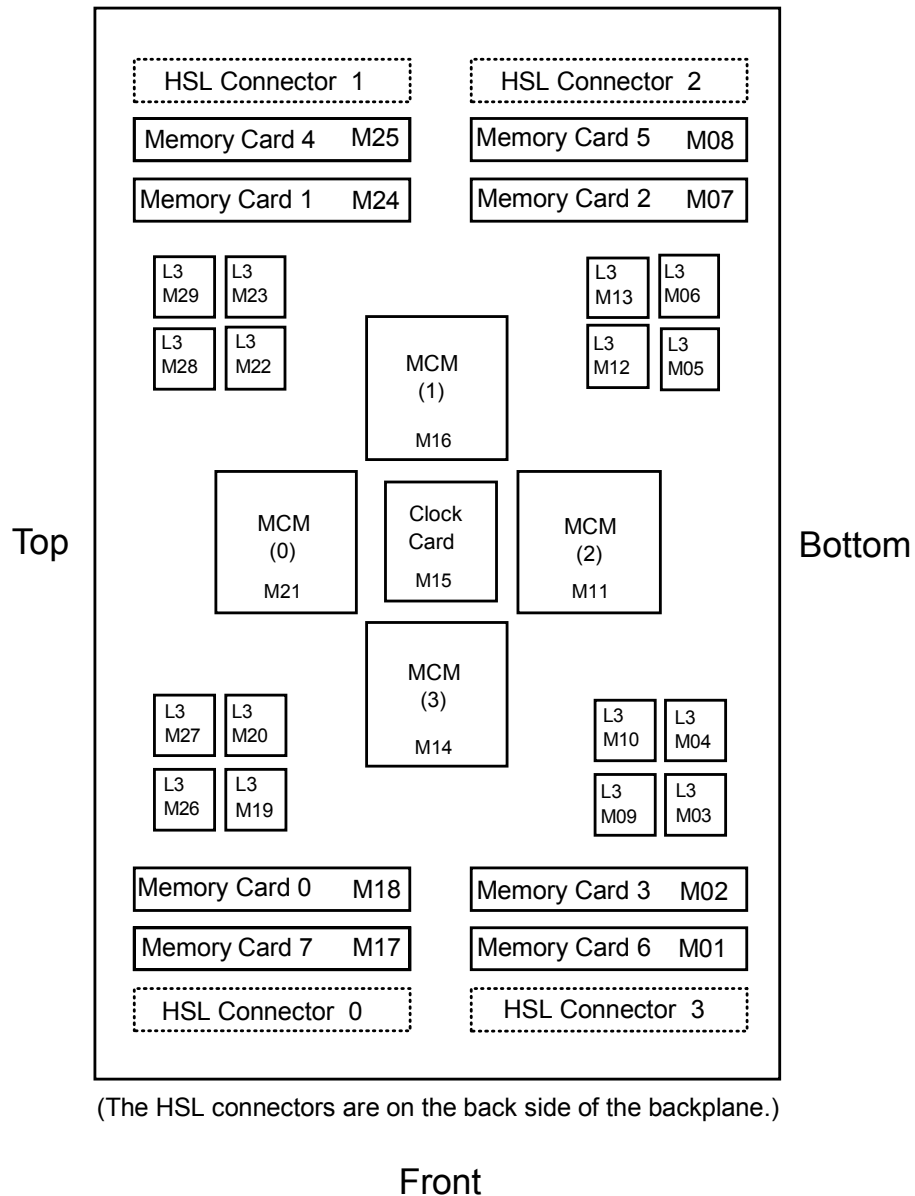 HSL Connector 1
HSL Connector 2
Memory Card 4 M25
Memory Card 5 M08
Memory Card 1 M24
Memory Card 2 M07
L3
M29
L3
M23
L3
M13
L3
M06
L3
M28
L3
M22
L3
M12
L3
M05
MCM
(1)
M16
Top
MCM
(0)
M21
Clock
Card
M15
MCM
(2)
M11
Bottom
MCM
(3)
M14
L3
M27
L3
M20
L3
M10
L3
M04
L3
M26
L3
M19
L3
M09
L3
M03
Memory Card 0 M18
Memory Card 3 M02
Memory Card 7 M17
Memory Card 6 M01
HSL Connector 0
HSL Connector 3
(The HSL connectors are on the back side of the backplane.)
Front